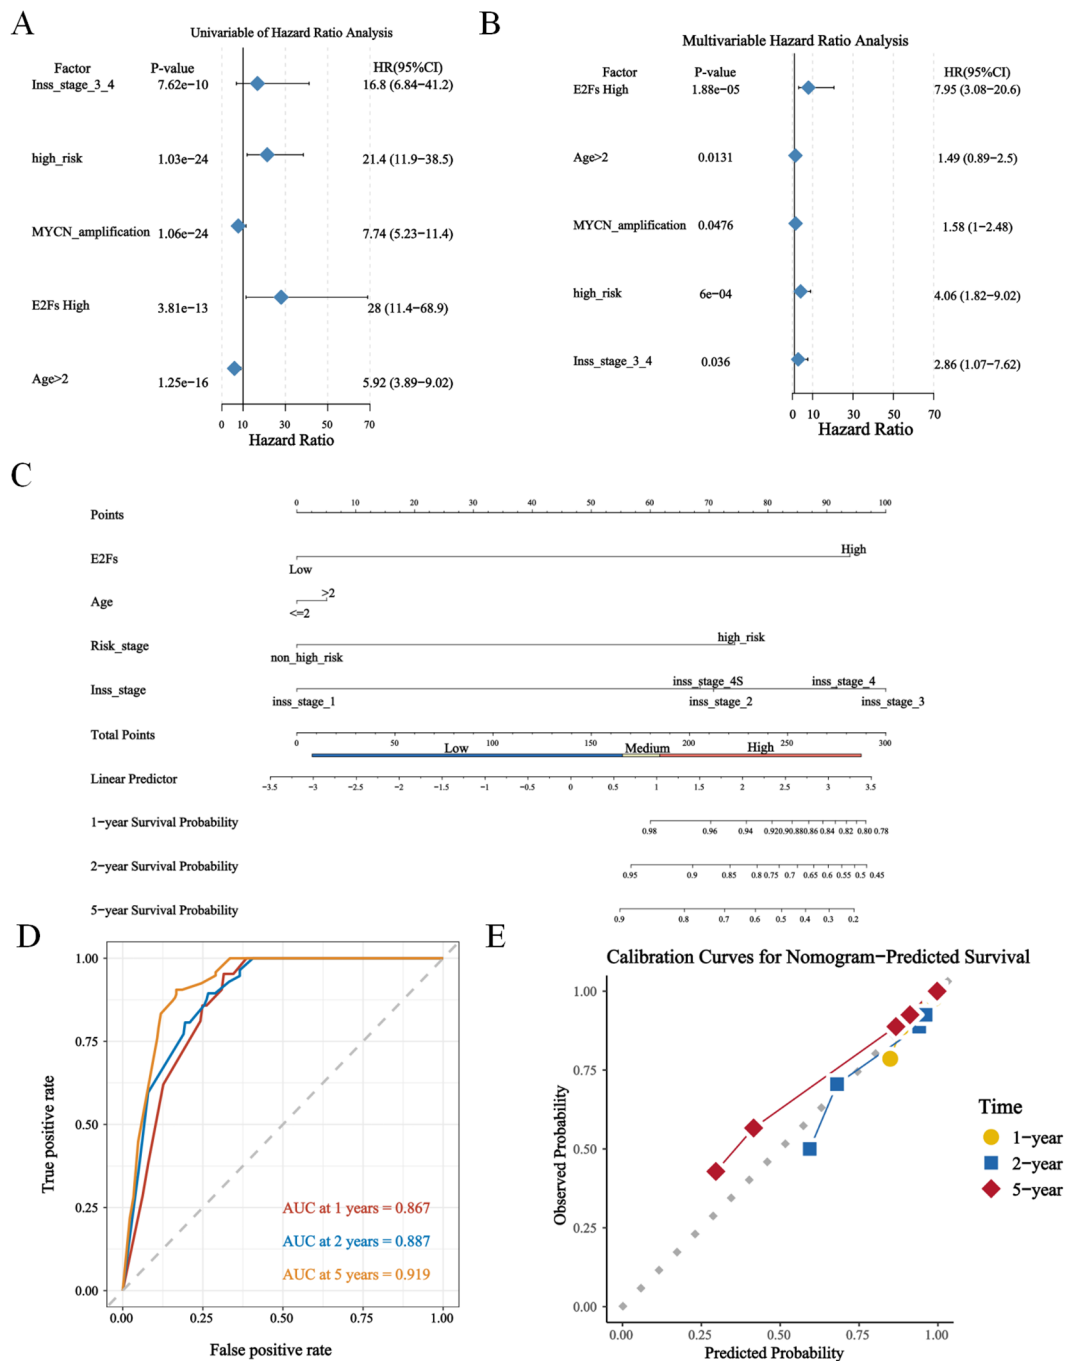 A
Univariable of Hazard Ratio Analysis
Factor P-value HR(95%CI)
Inss_stage_3_4 7.62e−10 16.8 (6.84−41.2)
high_risk 1.03e−24 21.4 (11.9−38.5)
MYCN_amplification 1.06e−24 7.74 (5.23−11.4)
E2Fs High 3.81e−13 28 (11.4−68.9)
Age>2 1.25e−16 5.92 (3.89−9.02)
0 10 30 50 70
Hazard Ratio
B
Multivariable Hazard Ratio Analysis
Factor P-value HR(95%CI)
E2Fs High 1.88e−05 7.95 (3.08−20.6)
Age>2 0.0131 1.49 (0.89−2.5)
MYCN_amplification 0.0476 1.58 (1−2.48)
high_risk 6e−04 4.06 (1.82−9.02)
Inss_stage_3_4 0.036 2.86 (1.07−7.62)
0 10 30 50 70
Hazard Ratio
C
Points 0 10 20 30 40 50 60 70 80 90 100
E2Fs High
Low
Age >2
<=2
Risk_stage high_risk
non_high_risk
inss_stage_4S inss_stage_4
Inss_stage
inss_stage_1 inss_stage_2 inss_stage_3
Total Points 0 50 100 150 200 250 300
Low Medium High
Linear Predictor −3.5 −3 −2.5 −2 −1.5 −1 −0.5 0 0.5 1 1.5 2 2.5 3 3.5
1−year Survival Probability 0.98 0.96 0.94 0.92 0.90 0.88 0.86 0.84 0.82 0.80 0.78
2−year Survival Probability 0.95 0.9 0.85 0.8 0.75 0.7 0.65 0.6 0.55 0.5 0.45
5−year Survival Probability 0.9 0.8 0.7 0.6 0.5 0.4 0.3 0.2
D
True positive rate
1.00
0.75
0.50
0.25
0.00
AUC at 1 years = 0.867
AUC at 2 years = 0.887
AUC at 5 years = 0.919
0.00 0.25 0.50 0.75 1.00
False positive rate
E
Calibration Curves for Nomogram−Predicted Survival
Observed Probability
1.00
0.75
0.50
0.25
0.00
0.00 0.25 0.50 0.75 1.00
Predicted Probability
Time
1−year
2−year
5−year